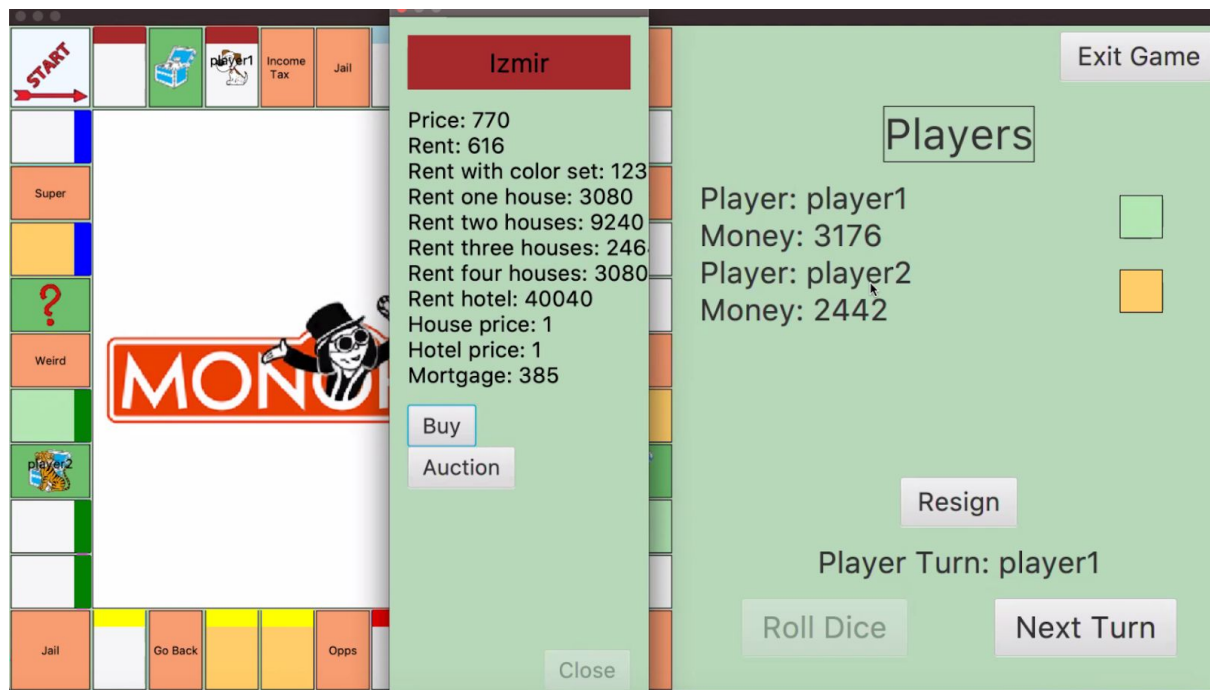 START
player1
Income
Tax
Jail
Super
?
Weird
player2
Jail
Go Back
Opps
Izmir
Price: 770
Rent: 616
Rent with color set: 123
Rent one house: 3080
Rent two houses: 9240
Rent three houses: 246
Rent four houses: 3080
Rent hotel: 40040
House price: 1
Hotel price: 1
Mortgage: 385
Buy
Auction
Close
Exit Game
Players
Player: player1
Money: 3176
Player: player2
Money: 2442
Resign
Player Turn: player1
Roll Dice
Next Turn